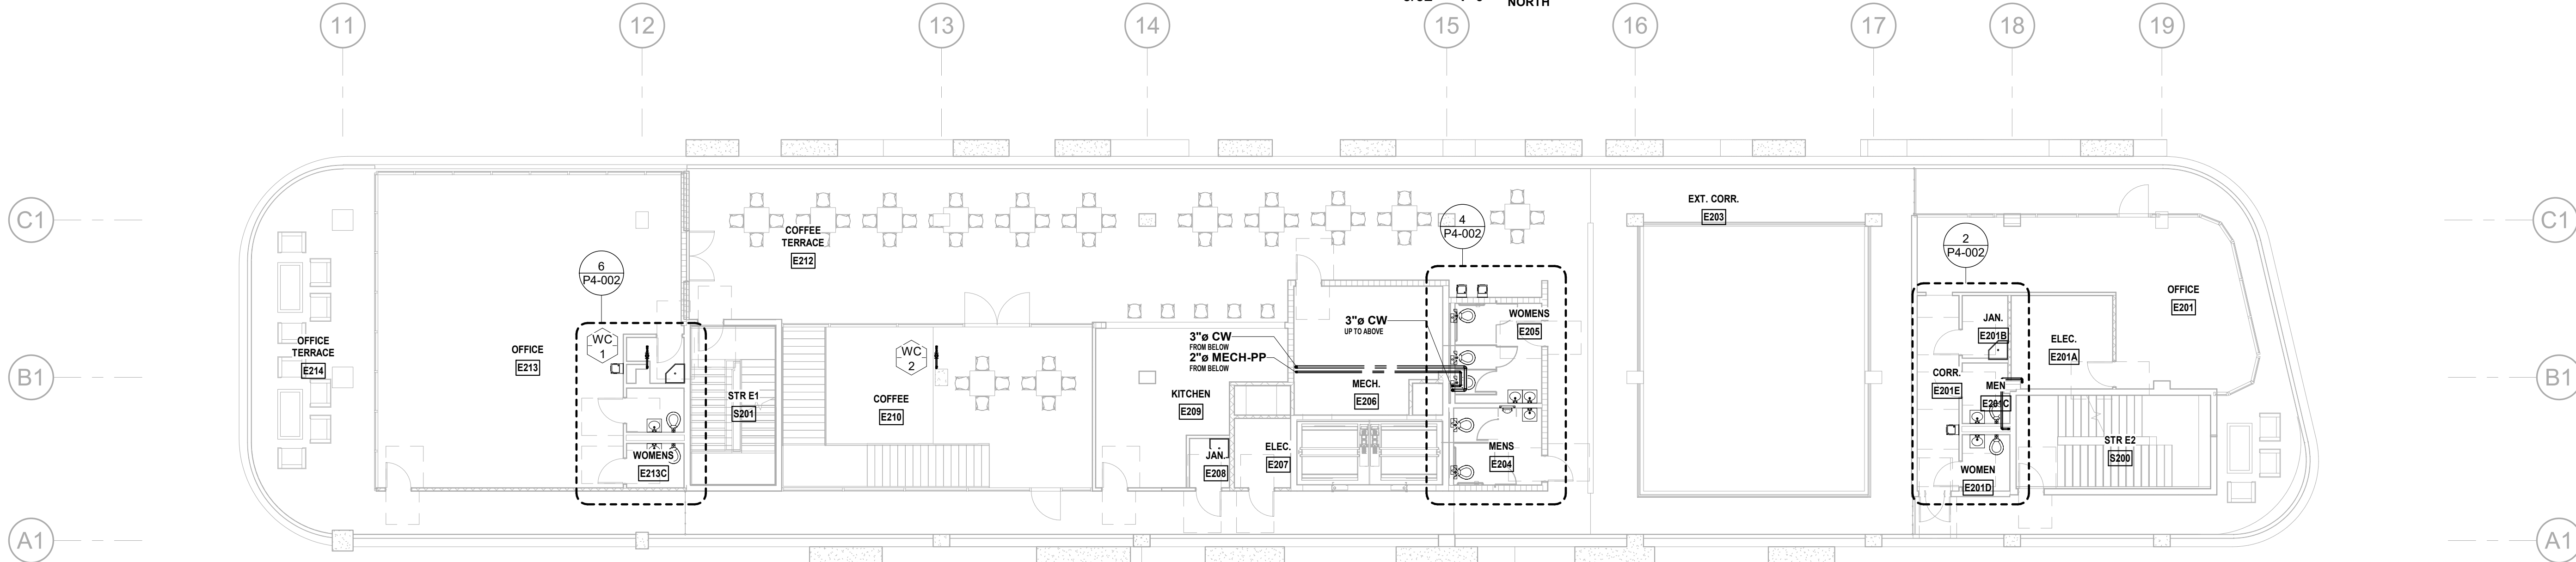 NORTH
11
12
13
14
15
16
17
18
19
C1
C1
EXT. CORR.
E203
4
P4-002
COFFEE
TERRACE
E212
2
P4-002
6
P4-002
OFFICE
E201
WOMENS
E205
JAN.
E201B
3"ø CW
UP TO ABOVE
3"ø CW
FROM BELOW
2"ø MECH-PP
FROM BELOW
ELEC.
E201A
OFFICE
TERRACE
E214
OFFICE
E213
WC
1
WC
2
B1
B1
MECH.
E206
CORR.
E201E
MEN
E201C
STR E1
S201
COFFEE
E210
KITCHEN
E209
WOMENS
E213C
JAN.
E208
ELEC.
E207
MENS
E204
STR E2
S200
WOMEN
E201D
A1
A1